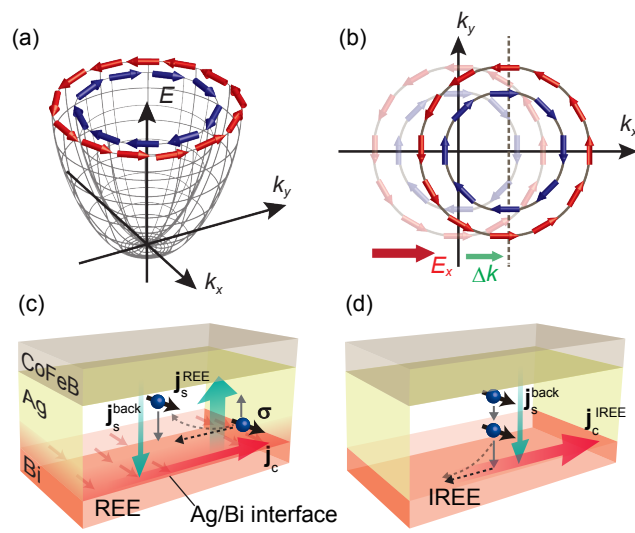 (a)
E
k_y
k_x
(b)
k_y
k_x
E_x
Δk
(c)
CoFeB
Ag
Bi
j_s^back
j_s^REE
σ
j_c
REE
Ag/Bi interface
(d)
j_s^back
j_c^IREE
IREE